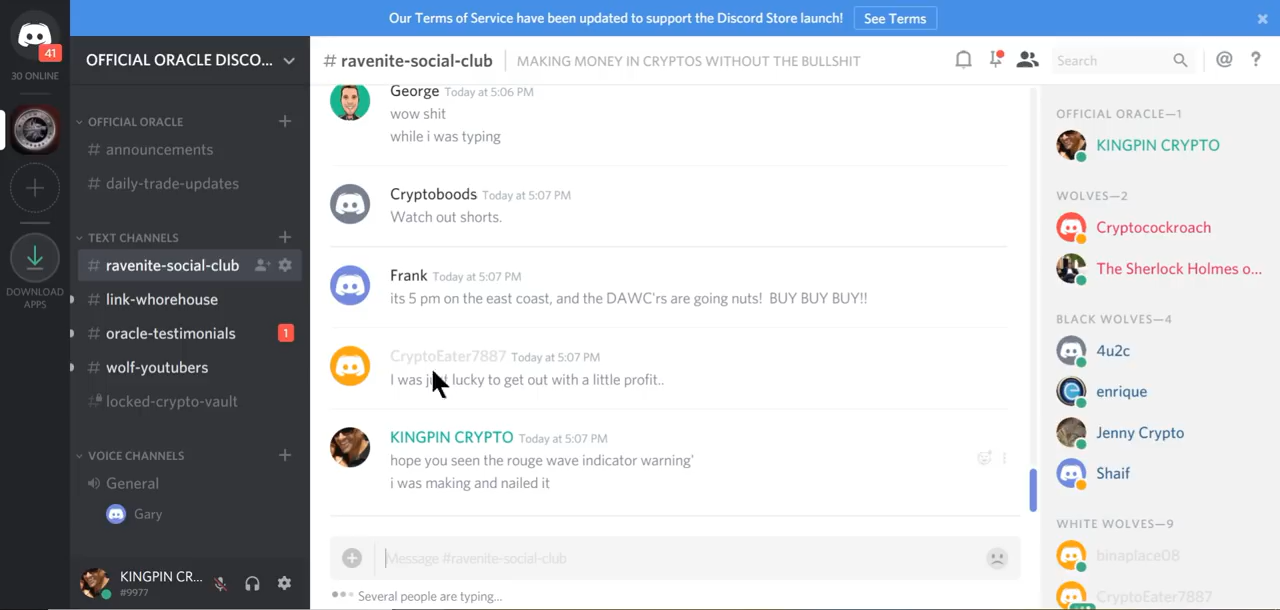 Our Terms of Service have been updated to support the Discord Store launch!
See Terms
41
30 ONLINE
DOWNLOAD
APPS
OFFICIAL ORACLE DISCO...
OFFICIAL ORACLE
# announcements
# daily-trade-updates
TEXT CHANNELS
# ravenite-social-club
# link-whorehouse
# oracle-testimonials
1
# wolf-youtubers
# locked-crypto-vault
VOICE CHANNELS
General
Gary
KINGPIN CR...
#9977
# ravenite-social-club
MAKING MONEY IN CRYPTOS WITHOUT THE BULLSHIT
Search
George Today at 5:06 PM
wow shit
while i was typing
Cryptoboods Today at 5:07 PM
Watch out shorts.
Frank Today at 5:07 PM
its 5 pm on the east coast, and the DAWC'rs are going nuts! BUY BUY BUY!!
CryptoEater7887 Today at 5:07 PM
I was just lucky to get out with a little profit..
KINGPIN CRYPTO Today at 5:07 PM
hope you seen the rouge wave indicator warning'
i was making and nailed it
Message #ravenite-social-club
Several people are typing...
OFFICIAL ORACLE—1
KINGPIN CRYPTO
WOLVES—2
Cryptocockroach
The Sherlock Holmes o...
BLACK WOLVES—4
4u2c
enrique
Jenny Crypto
Shaif
WHITE WOLVES—9
binaplace08
CryptoEater7887